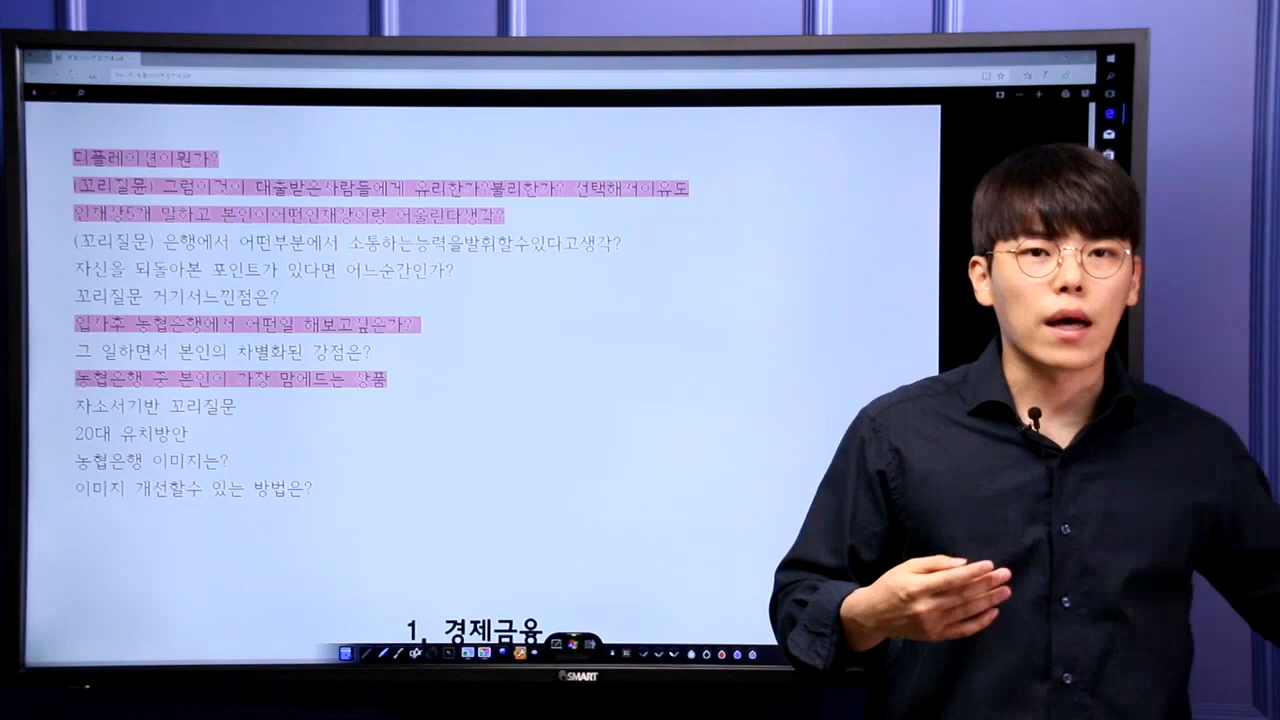 디플레이션이뭔가?
(꼬리질문) 그럼이것이 대출받은사람들에게 유리한가?불리한가? 선택해서이유도
인재상5개 말하고 본인이어떤인재상이랑 어울린다생각?
(꼬리질문) 은행에서 어떤부분에서 소통하는능력을발휘할수있다고생각?
자신을 되돌아본 포인트가 있다면 어느순간인가?
꼬리질문 거기서느낀점은?
입사후 농협은행에서 어떤일 해보고싶은가?
그 일하면서 본인의 차별화된 강점은?
농협은행 중 본인이 가장 맘에드는 상품
자소서기반 꼬리질문
20대 유치방안
농협은행 이미지는?
이미지 개선할수 있는 방법은?
1. 경제금융
SMART